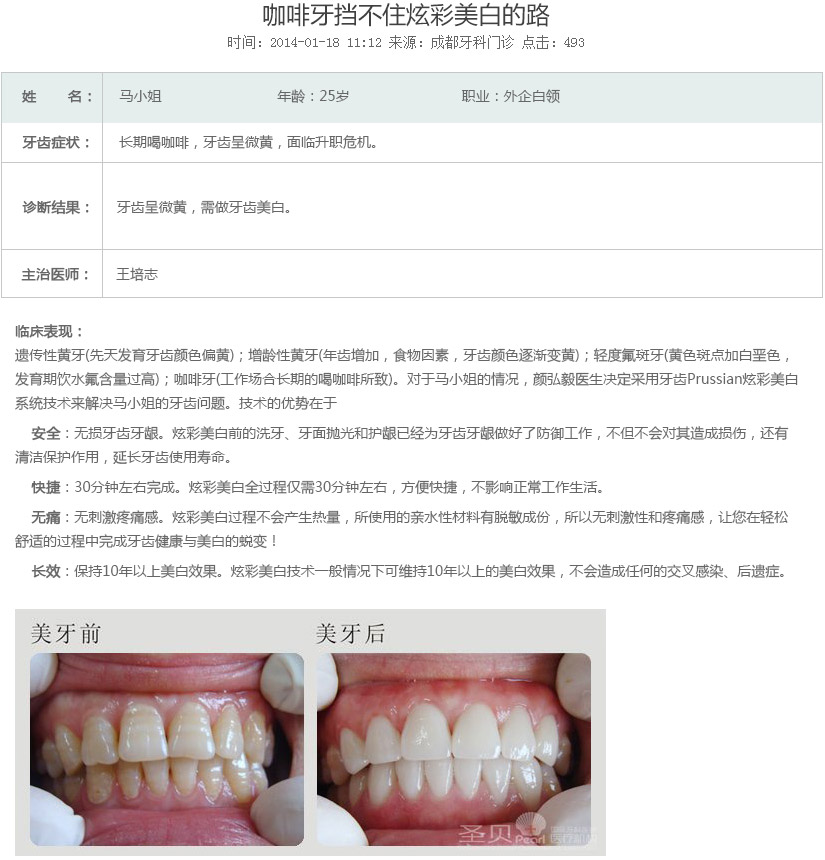 咖啡牙挡不住炫彩美白的路
时间：2014-01-18 11:12 来源：成都牙科门诊 点击：493
姓 名： 马小姐 年龄：25岁 职业：外企白领
牙齿症状： 长期喝咖啡，牙齿呈微黄，面临升职危机。
诊断结果： 牙齿呈微黄，需做牙齿美白。
主治医师： 王培志
临床表现：
遗传性黄牙(先天发育牙齿颜色偏黄)；增龄性黄牙(年齿增加，食物因素，牙齿颜色逐渐变黄)；轻度氟斑牙(黄色斑点加白垩色，
发育期饮水氟含量过高)；咖啡牙(工作场合长期的喝咖啡所致)。对于马小姐的情况，颜弘毅医生决定采用牙齿Prussian炫彩美白
系统技术来解决马小姐的牙齿问题。技术的优势在于
安全：无损牙齿牙龈。炫彩美白前的洗牙、牙面抛光和护龈已经为牙齿牙龈做好了防御工作，不但不会对其造成损伤，还有
清洁保护作用，延长牙齿使用寿命。
快捷：30分钟左右完成。炫彩美白全过程仅需30分钟左右，方便快捷，不影响正常工作生活。
无痛：无刺激疼痛感。炫彩美白过程不会产生热量，所使用的亲水性材料有脱敏成份，所以无刺激性和疼痛感，让您在轻松
舒适的过程中完成牙齿健康与美白的蜕变！
长效：保持10年以上美白效果。炫彩美白技术一般情况下可维持10年以上的美白效果，不会造成任何的交叉感染、后遗症。
美牙前 美牙后
圣贝 Pearl